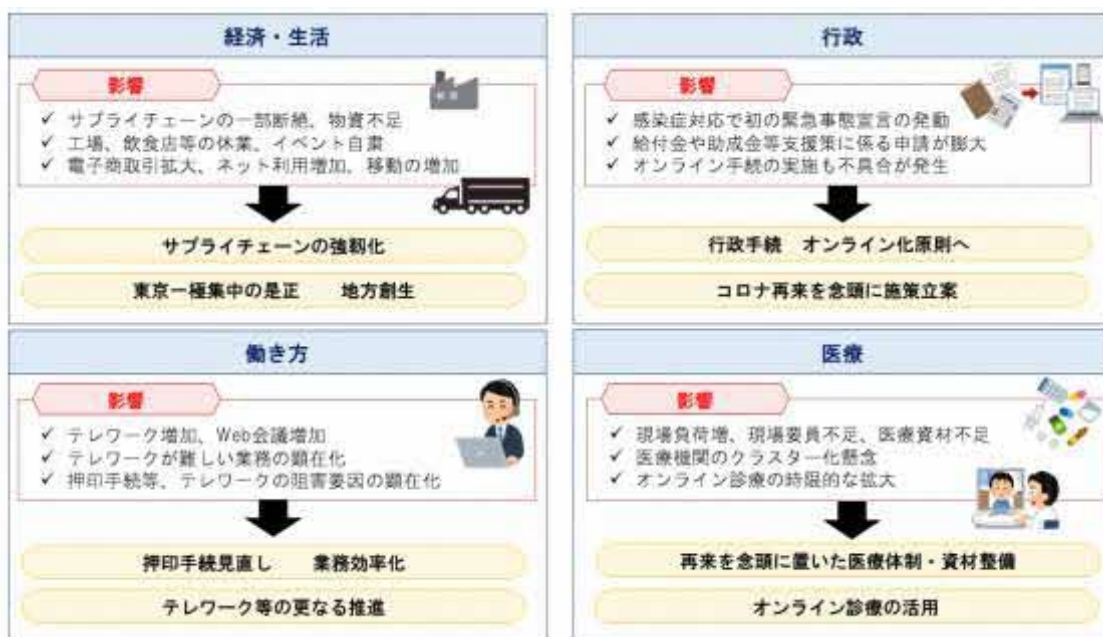 経済・生活
影響
✓ サプライチェーンの一部断絶、物資不足
✓ 工場、飲食店等の休業、イベント自粛
✓ 電子商取引拡大、ネット利用増加、移動の増加
サプライチェーンの強靭化
東京一極集中の是正　　地方創生
行政
影響
✓ 感染症対応で初の緊急事態宣言の発動
✓ 給付金や助成金等支援策に係る申請が膨大
✓ オンライン手続の実施も不具合が発生
行政手続　オンライン化原則へ
コロナ再来を念頭に施策立案
働き方
影響
✓ テレワーク増加、Web会議増加
✓ テレワークが難しい業務の顕在化
✓ 押印手続等、テレワークの阻害要因の顕在化
押印手続見直し　　業務効率化
テレワーク等の更なる推進
医療
影響
✓ 現場負荷増、現場要員不足、医療資材不足
✓ 医療機関のクラスター化懸念
✓ オンライン診療の時限的な拡大
再来を念頭に置いた医療体制・資材整備
オンライン診療の活用